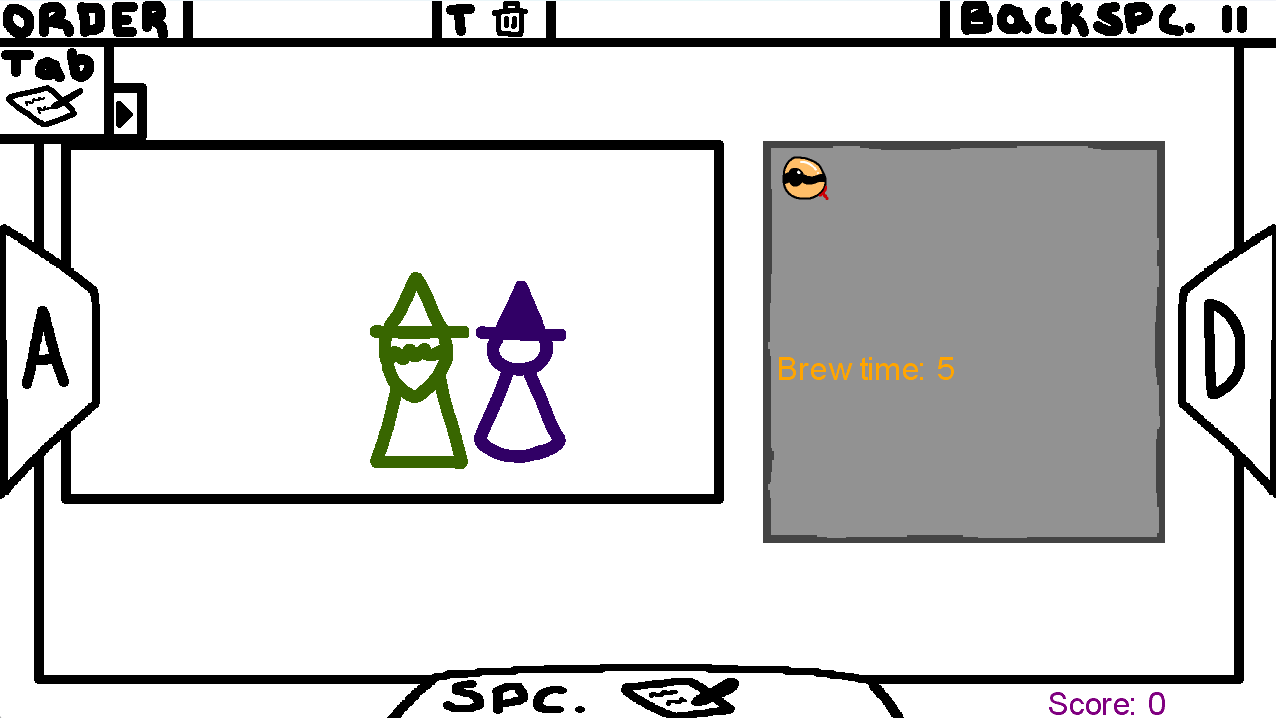 ORDER
T
BACKSPC.
Tab
A
D
Brew time: 5
SPC.
Score: 0